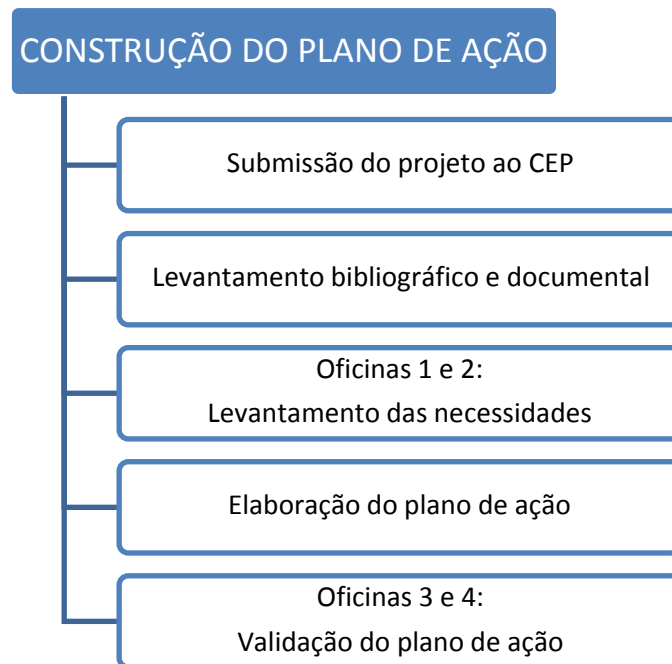 CONSTRUÇÃO DO PLANO DE AÇÃO
Submissão do projeto ao CEP
Levantamento bibliográfico e documental
Oficinas 1 e 2:
Levantamento das necessidades
Elaboração do plano de ação
Oficinas 3 e 4:
Validação do plano de ação